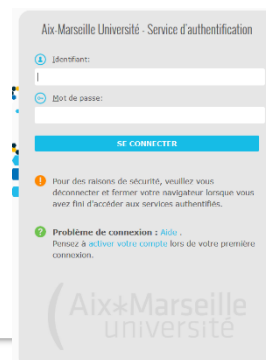 Aix-Marseille Université - Service d'authentification
Identifiant:
Mot de passe:
SE CONNECTER
Pour des raisons de sécurité, veuillez vous
déconnecter et fermer votre navigateur lorsque vous
avez fini d'accéder aux services authentifiés.
Problème de connexion : Aide .
Pensez à activer votre compte lors de votre première
connexion.
(Aix*Marseille
université